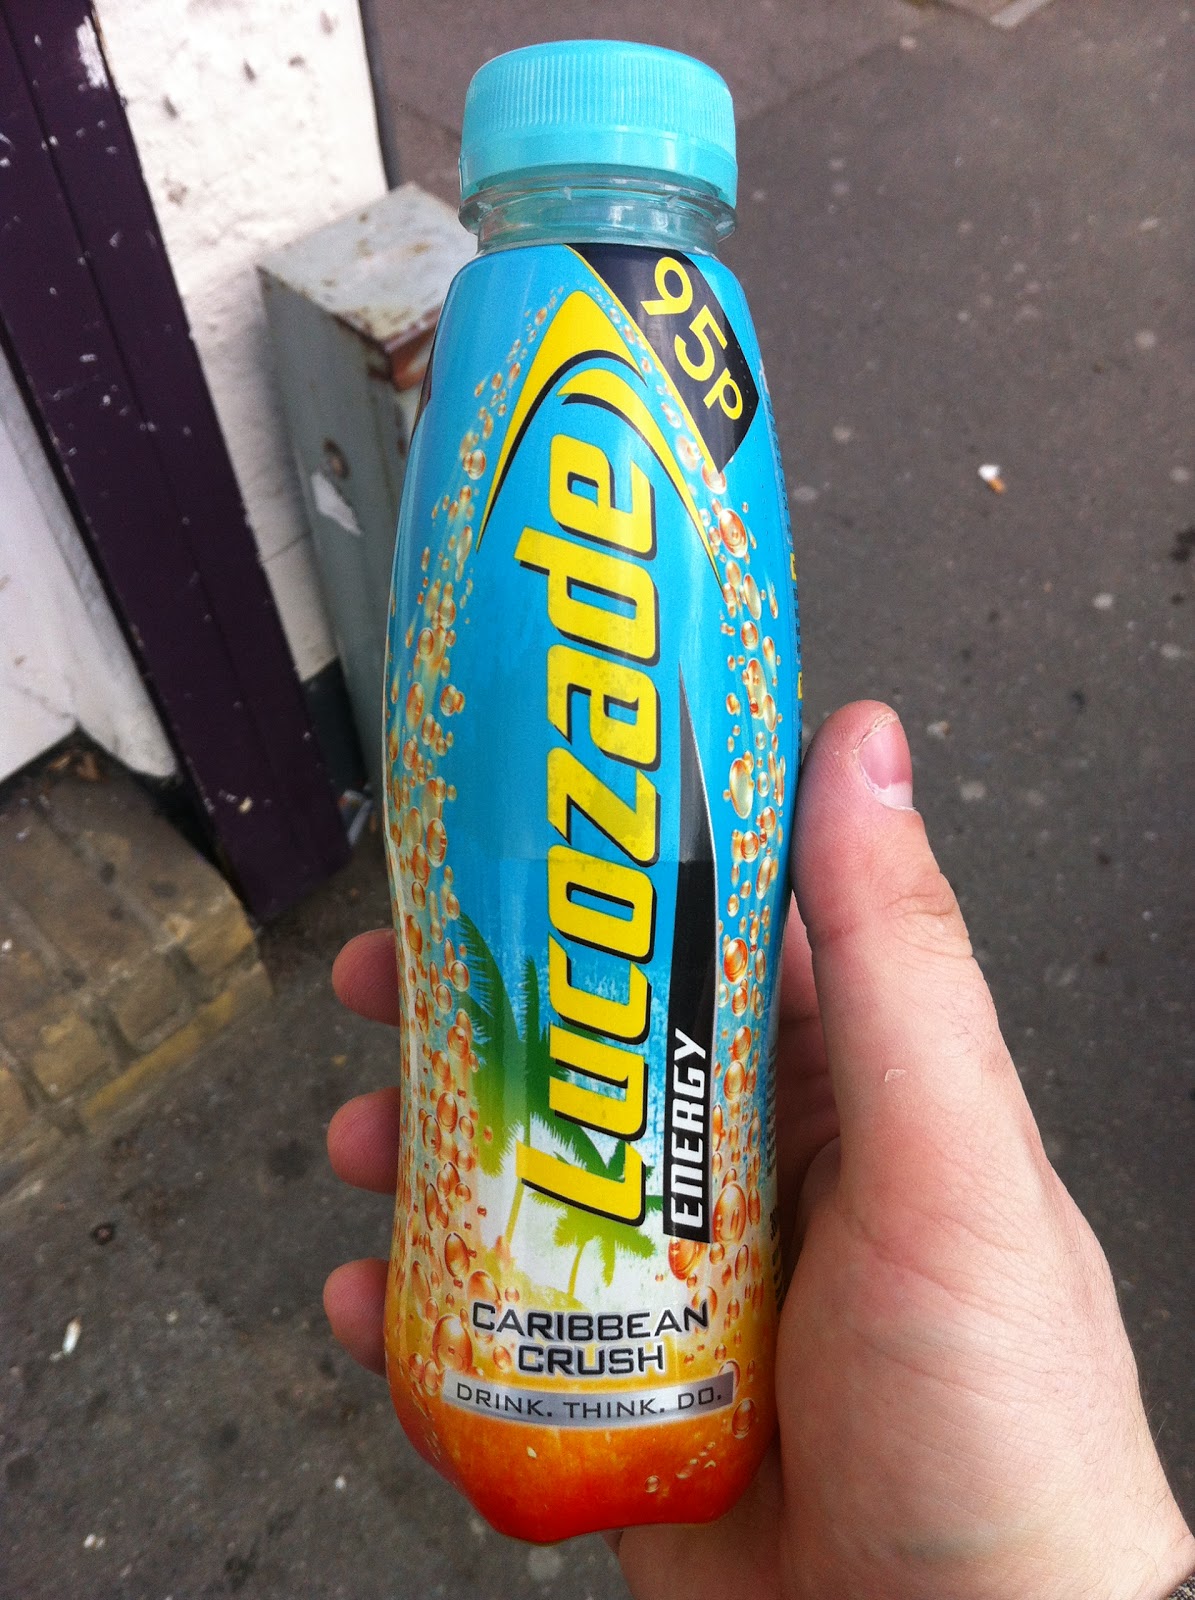 95p
Lucozade
ENERGY
CARIBBEAN
CRUSH
DRINK. THINK. DO.